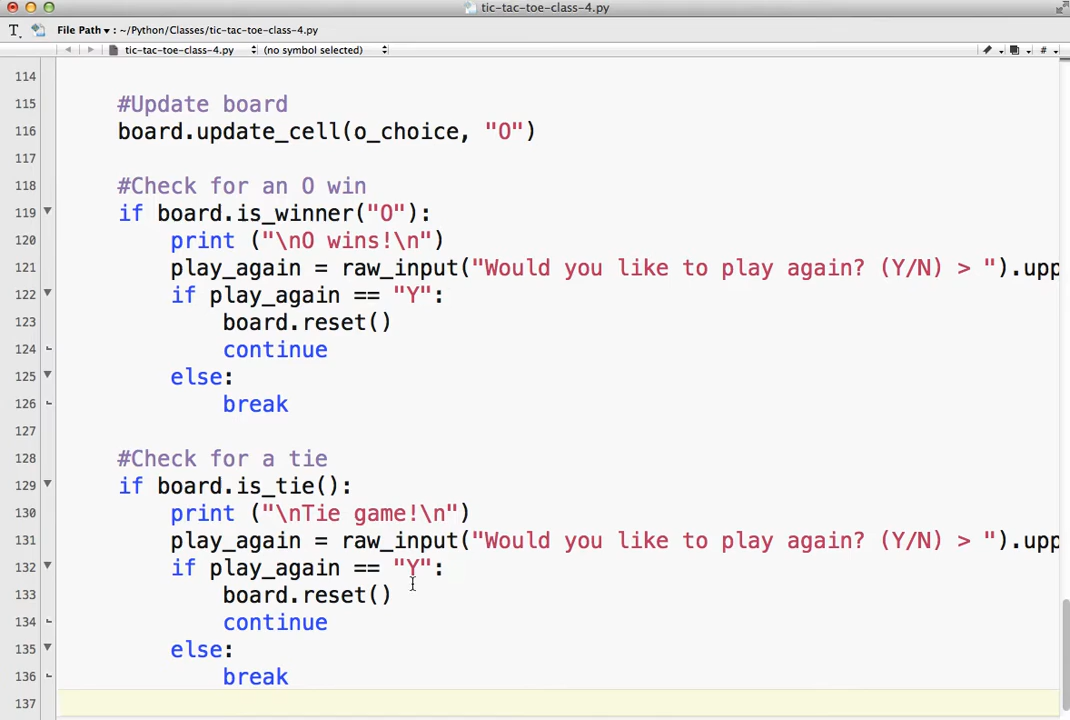 tic-tac-toe-class-4.py
File Path ▾ : ~/Python/Classes/tic-tac-toe-class-4.py
tic-tac-toe-class-4.py (no symbol selected) #
114
115 #Update board
116 board.update_cell(o_choice, "O")
117
118 #Check for an O win
119 if board.is_winner("O"):
120 print ("\nO wins!\n")
121 play_again = raw_input("Would you like to play again? (Y/N) > ").upp
122 if play_again == "Y":
123 board.reset()
124 continue
125 else:
126 break
127
128 #Check for a tie
129 if board.is_tie():
130 print ("\nTie game!\n")
131 play_again = raw_input("Would you like to play again? (Y/N) > ").upp
132 if play_again == "Y":
133 board.reset()
134 continue
135 else:
136 break
137